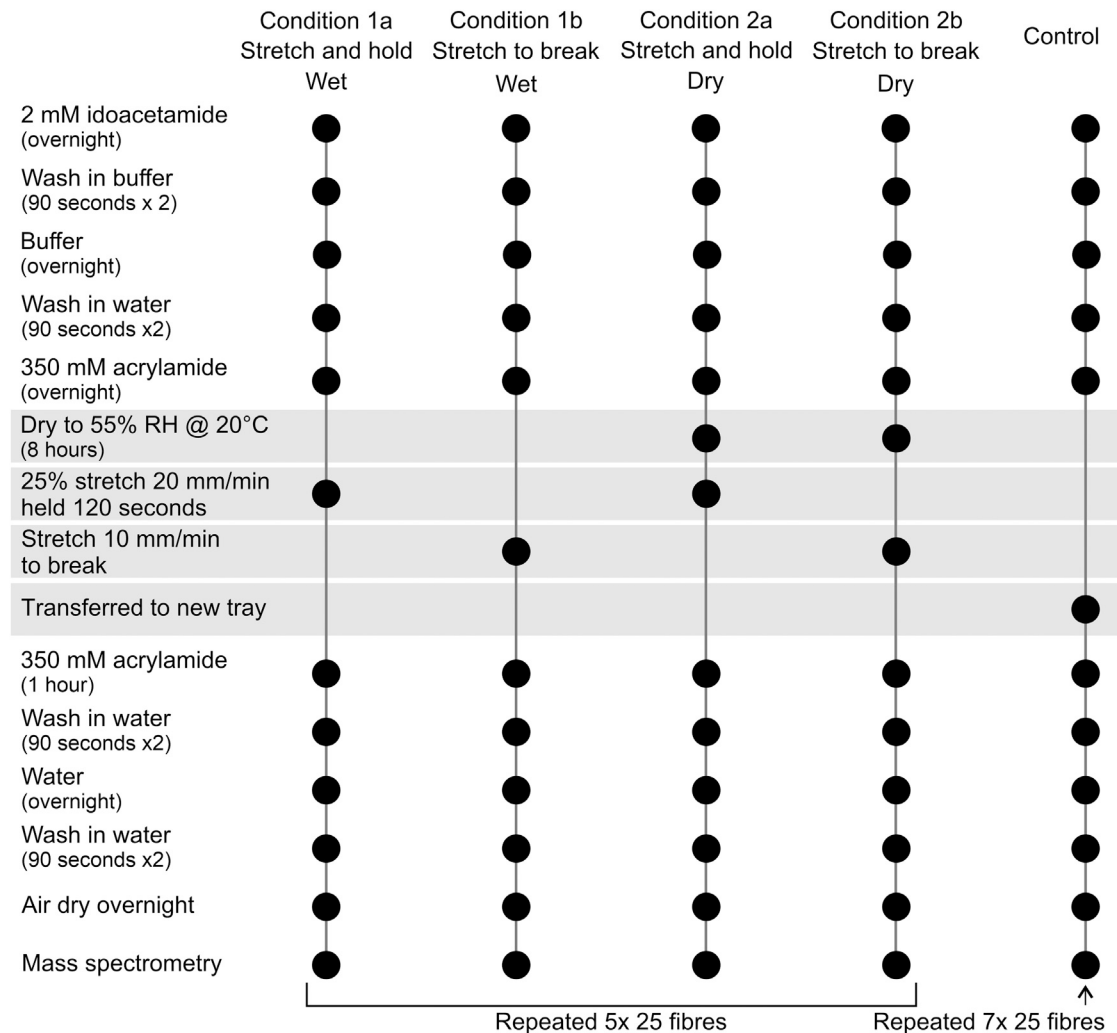 Condition 1a
Stretch and hold
Wet
Condition 1b
Stretch to break
Wet
Condition 2a
Stretch and hold
Dry
Condition 2b
Stretch to break
Dry
Control
2 mM idoacetamide
(overnight)
Wash in buffer
(90 seconds x 2)
Buffer
(overnight)
Wash in water
(90 seconds x2)
350 mM acrylamide
(overnight)
Dry to 55% RH @ 20°C
(8 hours)
25% stretch 20 mm/min
held 120 seconds
Stretch 10 mm/min
to break
Transferred to new tray
350 mM acrylamide
(1 hour)
Wash in water
(90 seconds x2)
Water
(overnight)
Wash in water
(90 seconds x2)
Air dry overnight
Mass spectrometry
Repeated 5x 25 fibres
Repeated 7x 25 fibres